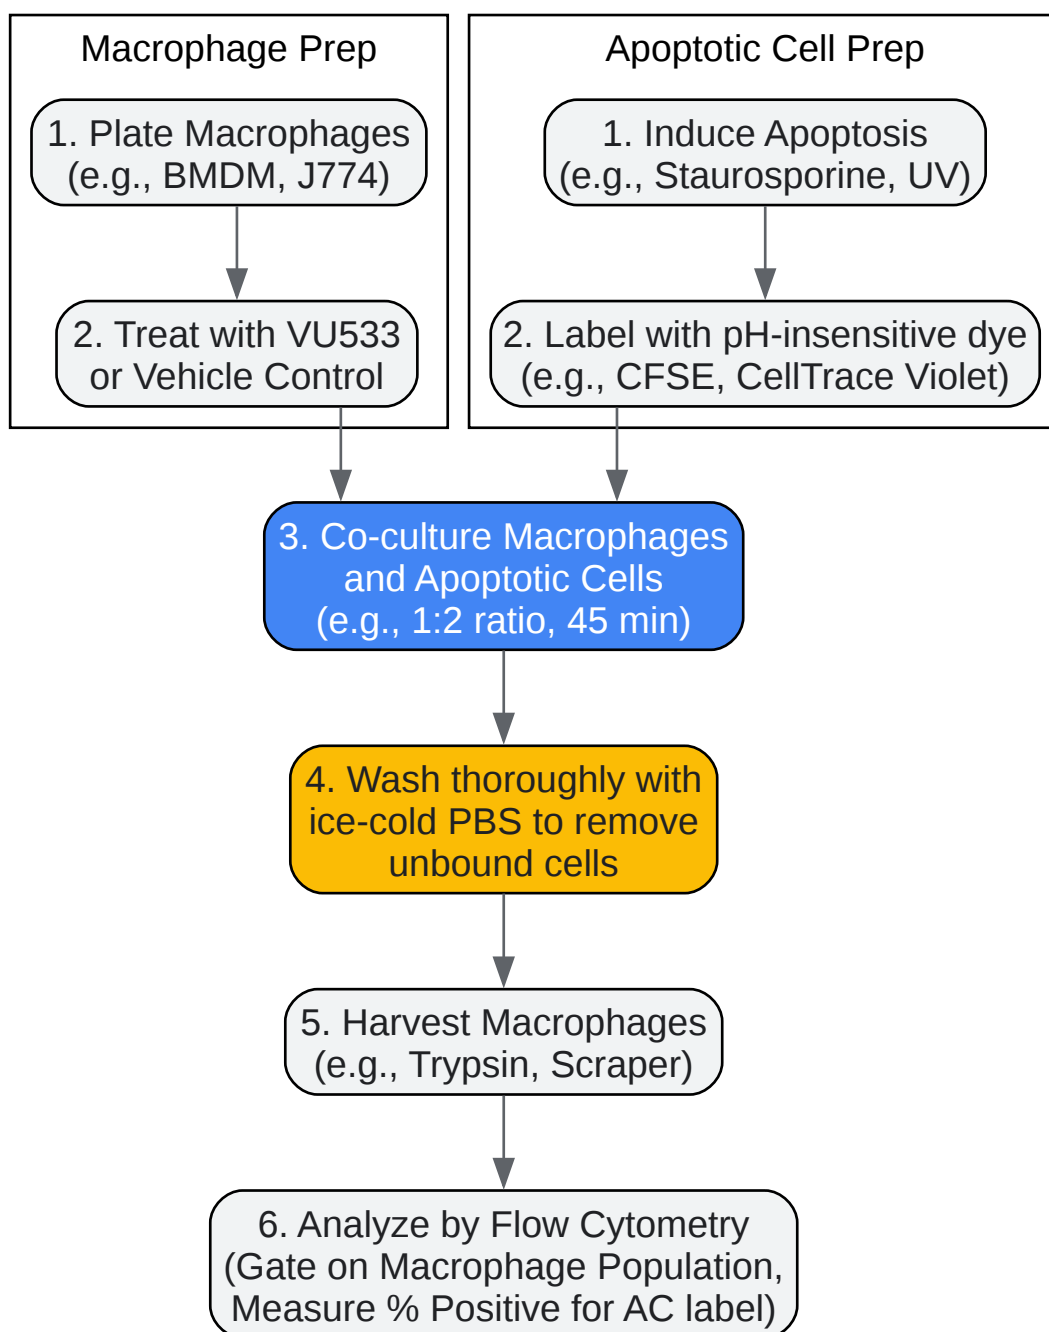 Macrophage Prep
1. Plate Macrophages
(e.g., BMDM, J774)
2. Treat with VU533
or Vehicle Control
Apoptotic Cell Prep
1. Induce Apoptosis
(e.g., Staurosporine, UV)
2. Label with pH-insensitive dye
(e.g., CFSE, CellTrace Violet)
3. Co-culture Macrophages
and Apoptotic Cells
(e.g., 1:2 ratio, 45 min)
4. Wash thoroughly with
ice-cold PBS to remove
unbound cells
5. Harvest Macrophages
(e.g., Trypsin, Scraper)
6. Analyze by Flow Cytometry
(Gate on Macrophage Population,
Measure % Positive for AC label)